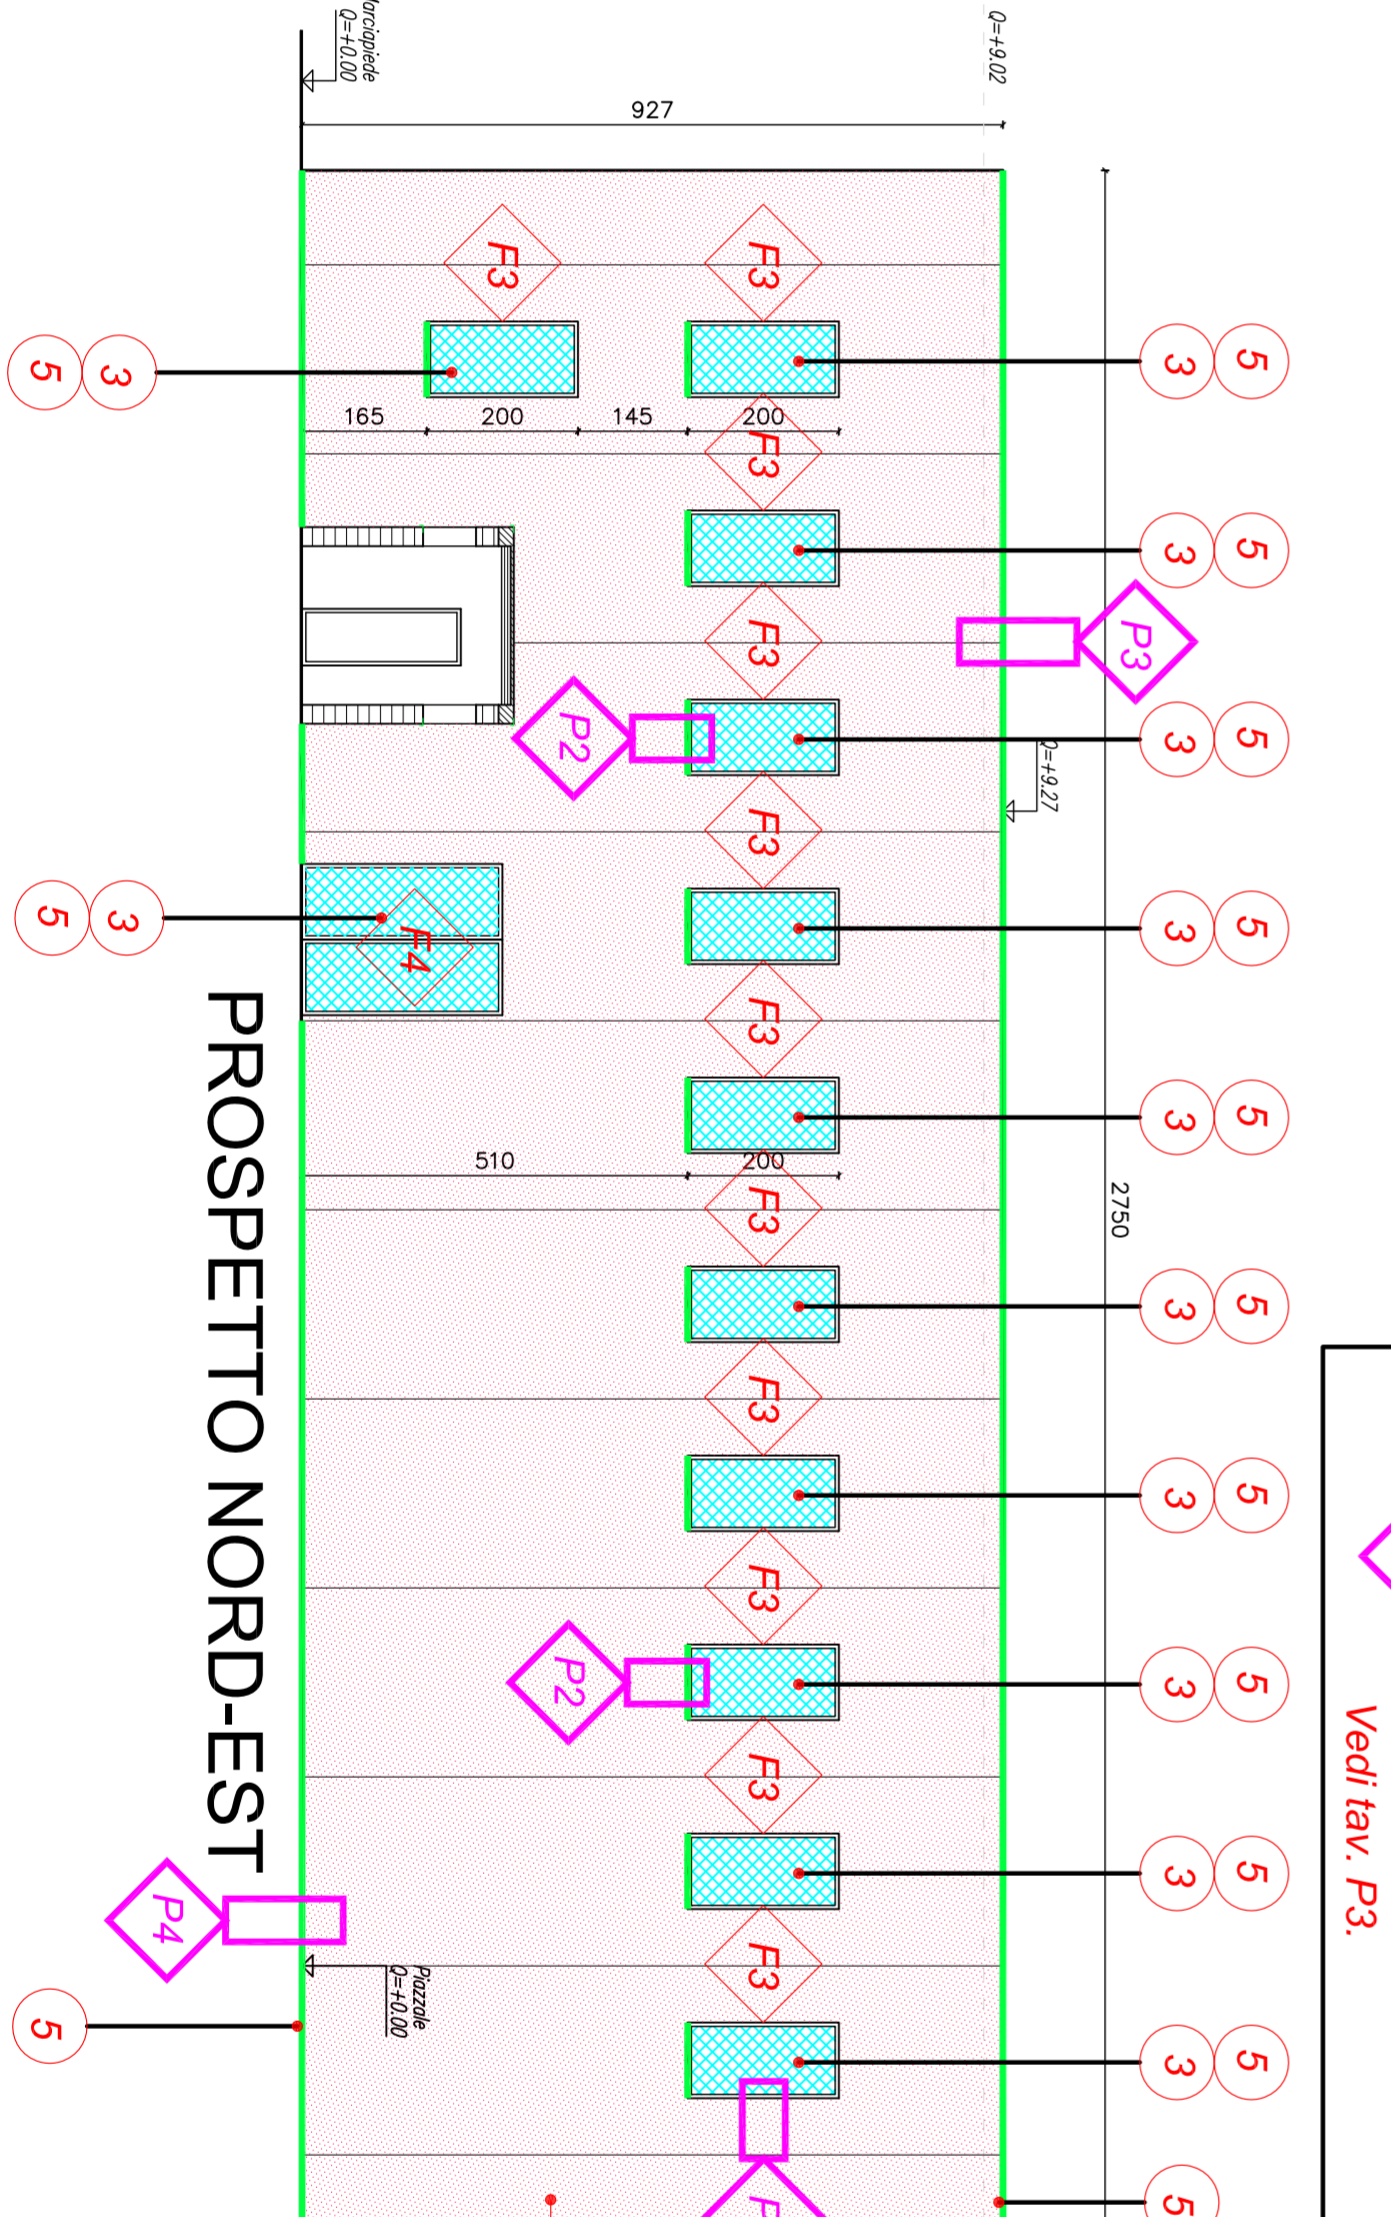 Vedi tav. P3.
5 5 5 5 5 5 5 5 5 5
3 3 3 3 3 3 3 3 3 3 5
P3
2750
Q=+9.27
Q=+9.02
927
F3 F3 F3 F3 F3 F3 F3 F3 F3 F3
200 200
145
P2 P2
F3
200
510
F4
165
Piazzale
Q=+0.00
arciapiede
Q=+0.00
PROSPETTO NORD-EST
P4
3 3
5 5 5